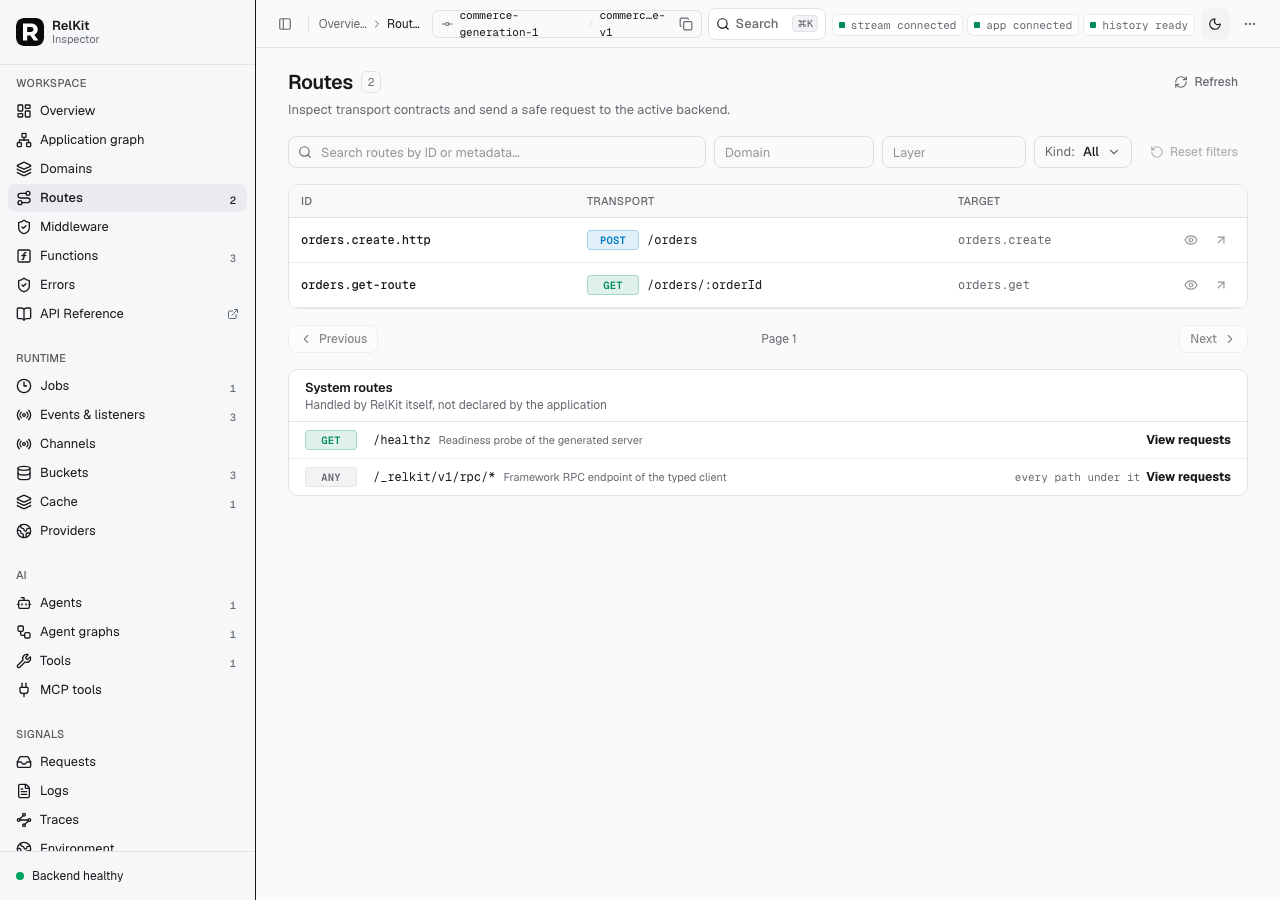 RelKit
Inspector
WORKSPACE
Overview
Application graph
Domains
Routes 2
Middleware
Functions 3
Errors
API Reference
RUNTIME
Jobs 1
Events & listeners 3
Channels
Buckets 3
Cache 1
Providers
AI
Agents 1
Agent graphs 1
Tools 1
MCP tools
SIGNALS
Requests
Logs
Traces
Environment
Backend healthy
Overvie… > Rout…
commerce-generation-1 / commerc…e-v1
Search ⌘K
stream connected
app connected
history ready
Routes 2
Refresh
Inspect transport contracts and send a safe request to the active backend.
Search routes by ID or metadata…
Domain
Layer
Kind: All
Reset filters
ID TRANSPORT TARGET
orders.create.http POST /orders orders.create
orders.get-route GET /orders/:orderId orders.get
Previous Page 1 Next
System routes
Handled by RelKit itself, not declared by the application
GET /healthz Readiness probe of the generated server View requests
ANY /_relkit/v1/rpc/* Framework RPC endpoint of the typed client every path under it View requests